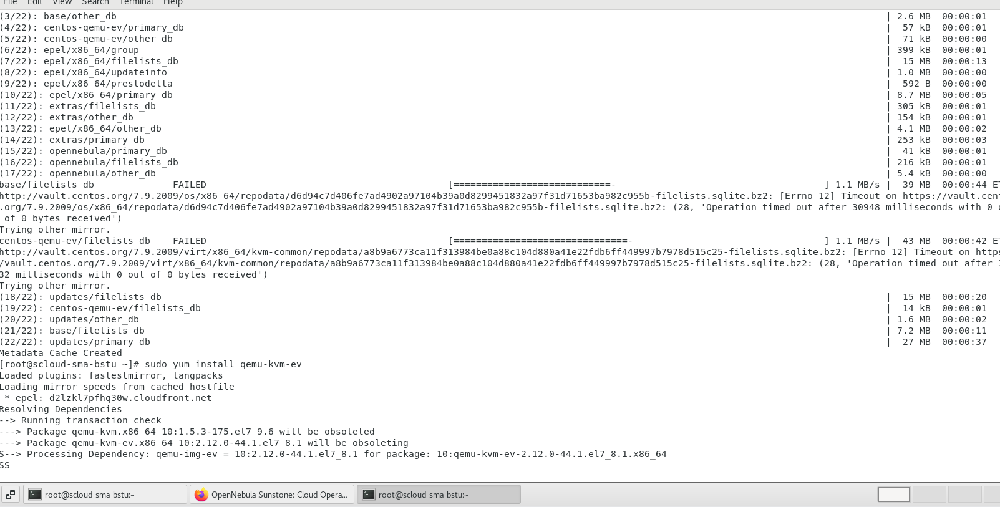 File Edit View Search Terminal Help
(3/22): base/other_db | 2.6 MB 00:00:01
(4/22): centos-qemu-ev/primary_db | 57 kB 00:00:01
(5/22): centos-qemu-ev/other_db | 71 kB 00:00:00
(6/22): epel/x86_64/group | 399 kB 00:00:01
(7/22): epel/x86_64/filelists_db | 15 MB 00:00:13
(8/22): epel/x86_64/updateinfo | 1.0 MB 00:00:00
(9/22): epel/x86_64/prestodelta | 592 B 00:00:00
(10/22): epel/x86_64/primary_db | 8.7 MB 00:00:05
(11/22): extras/filelists_db | 305 kB 00:00:01
(12/22): extras/other_db | 154 kB 00:00:01
(13/22): epel/x86_64/other_db | 4.1 MB 00:00:02
(14/22): extras/primary_db | 253 kB 00:00:03
(15/22): opennebula/primary_db | 41 kB 00:00:01
(16/22): opennebula/filelists_db | 216 kB 00:00:01
(17/22): opennebula/other_db | 5.4 kB 00:00:00
base/filelists_db FAILED [============================- ] 1.1 MB/s | 39 MB 00:00:44 ET
http://vault.centos.org/7.9.2009/os/x86_64/repodata/d6d94c7d406fe7ad4902a97104b39a0d8299451832a97f31d71653ba982c955b-filelists.sqlite.bz2: [Errno 12] Timeout on https://vault.cent
.org/7.9.2009/os/x86_64/repodata/d6d94c7d406fe7ad4902a97104b39a0d8299451832a97f31d71653ba982c955b-filelists.sqlite.bz2: (28, 'Operation timed out after 30948 milliseconds with 0 o
of 0 bytes received')
Trying other mirror.
centos-qemu-ev/filelists_db FAILED [===============================- ] 1.1 MB/s | 43 MB 00:00:42 ET
http://vault.centos.org/7.9.2009/virt/x86_64/kvm-common/repodata/a8b9a6773ca11f313984be0a88c104d880a41e22fdb6ff449997b7978d515c25-filelists.sqlite.bz2: [Errno 12] Timeout on https
/vault.centos.org/7.9.2009/virt/x86_64/kvm-common/repodata/a8b9a6773ca11f313984be0a88c104d880a41e22fdb6ff449997b7978d515c25-filelists.sqlite.bz2: (28, 'Operation timed out after 3
32 milliseconds with 0 out of 0 bytes received')
Trying other mirror.
(18/22): updates/filelists_db | 15 MB 00:00:20
(19/22): centos-qemu-ev/filelists_db | 14 kB 00:00:01
(20/22): updates/other_db | 1.6 MB 00:00:02
(21/22): base/filelists_db | 7.2 MB 00:00:11
(22/22): updates/primary_db | 27 MB 00:00:37
Metadata Cache Created
[root@scloud-sma-bstu ~]# sudo yum install qemu-kvm-ev
Loaded plugins: fastestmirror, langpacks
Loading mirror speeds from cached hostfile
* epel: d2lzkl7pfhq30w.cloudfront.net
Resolving Dependencies
--> Running transaction check
---> Package qemu-kvm.x86_64 10:1.5.3-175.el7_9.6 will be obsoleted
---> Package qemu-kvm-ev.x86_64 10:2.12.0-44.1.el7_8.1 will be obsoleting
S--> Processing Dependency: qemu-img-ev = 10:2.12.0-44.1.el7_8.1 for package: 10:qemu-kvm-ev-2.12.0-44.1.el7_8.1.x86_64
SS
root@scloud-sma-bstu:~ OpenNebula Sunstone: Cloud Opera... root@scloud-sma-bstu:~